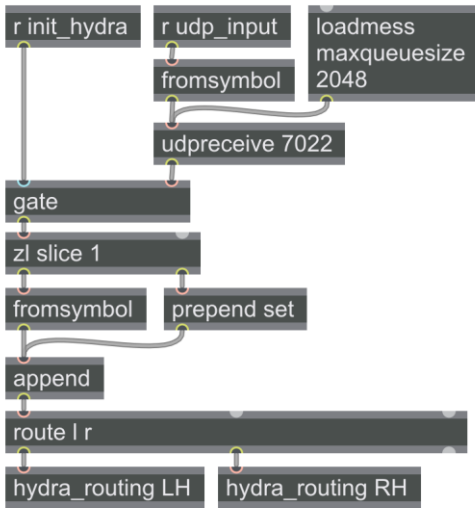 r init_hydra
r udp_input
loadmess
maxqueuesize
2048
fromsymbol
udpreceive 7022
gate
zl slice 1
fromsymbol
prepend set
append
route l r
hydra_routing LH
hydra_routing RH